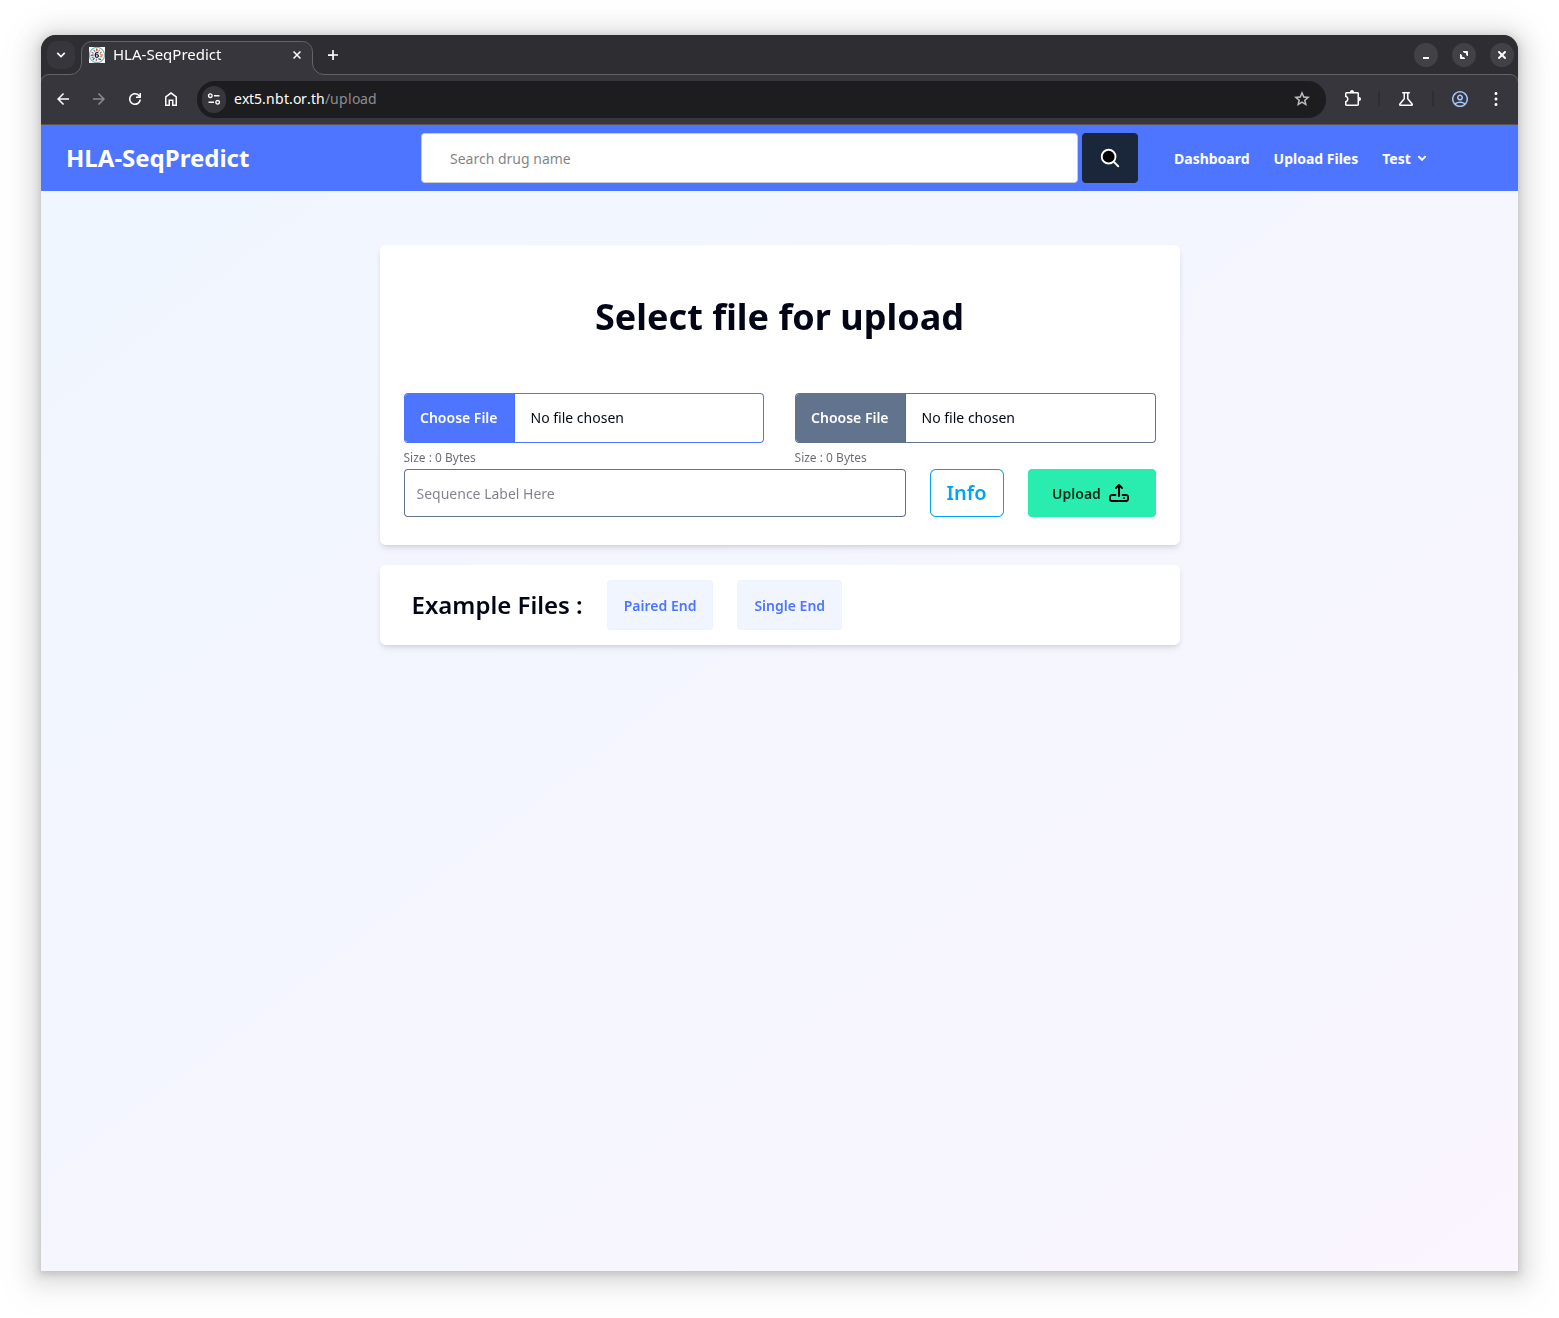 HLA-SeqPredict
ext5.nbt.or.th/upload
HLA-SeqPredict
Search drug name
Dashboard
Upload Files
Test
Select file for upload
Choose File No file chosen
Choose File No file chosen
Size : 0 Bytes
Size : 0 Bytes
Sequence Label Here
Info
Upload
Example Files :
Paired End
Single End